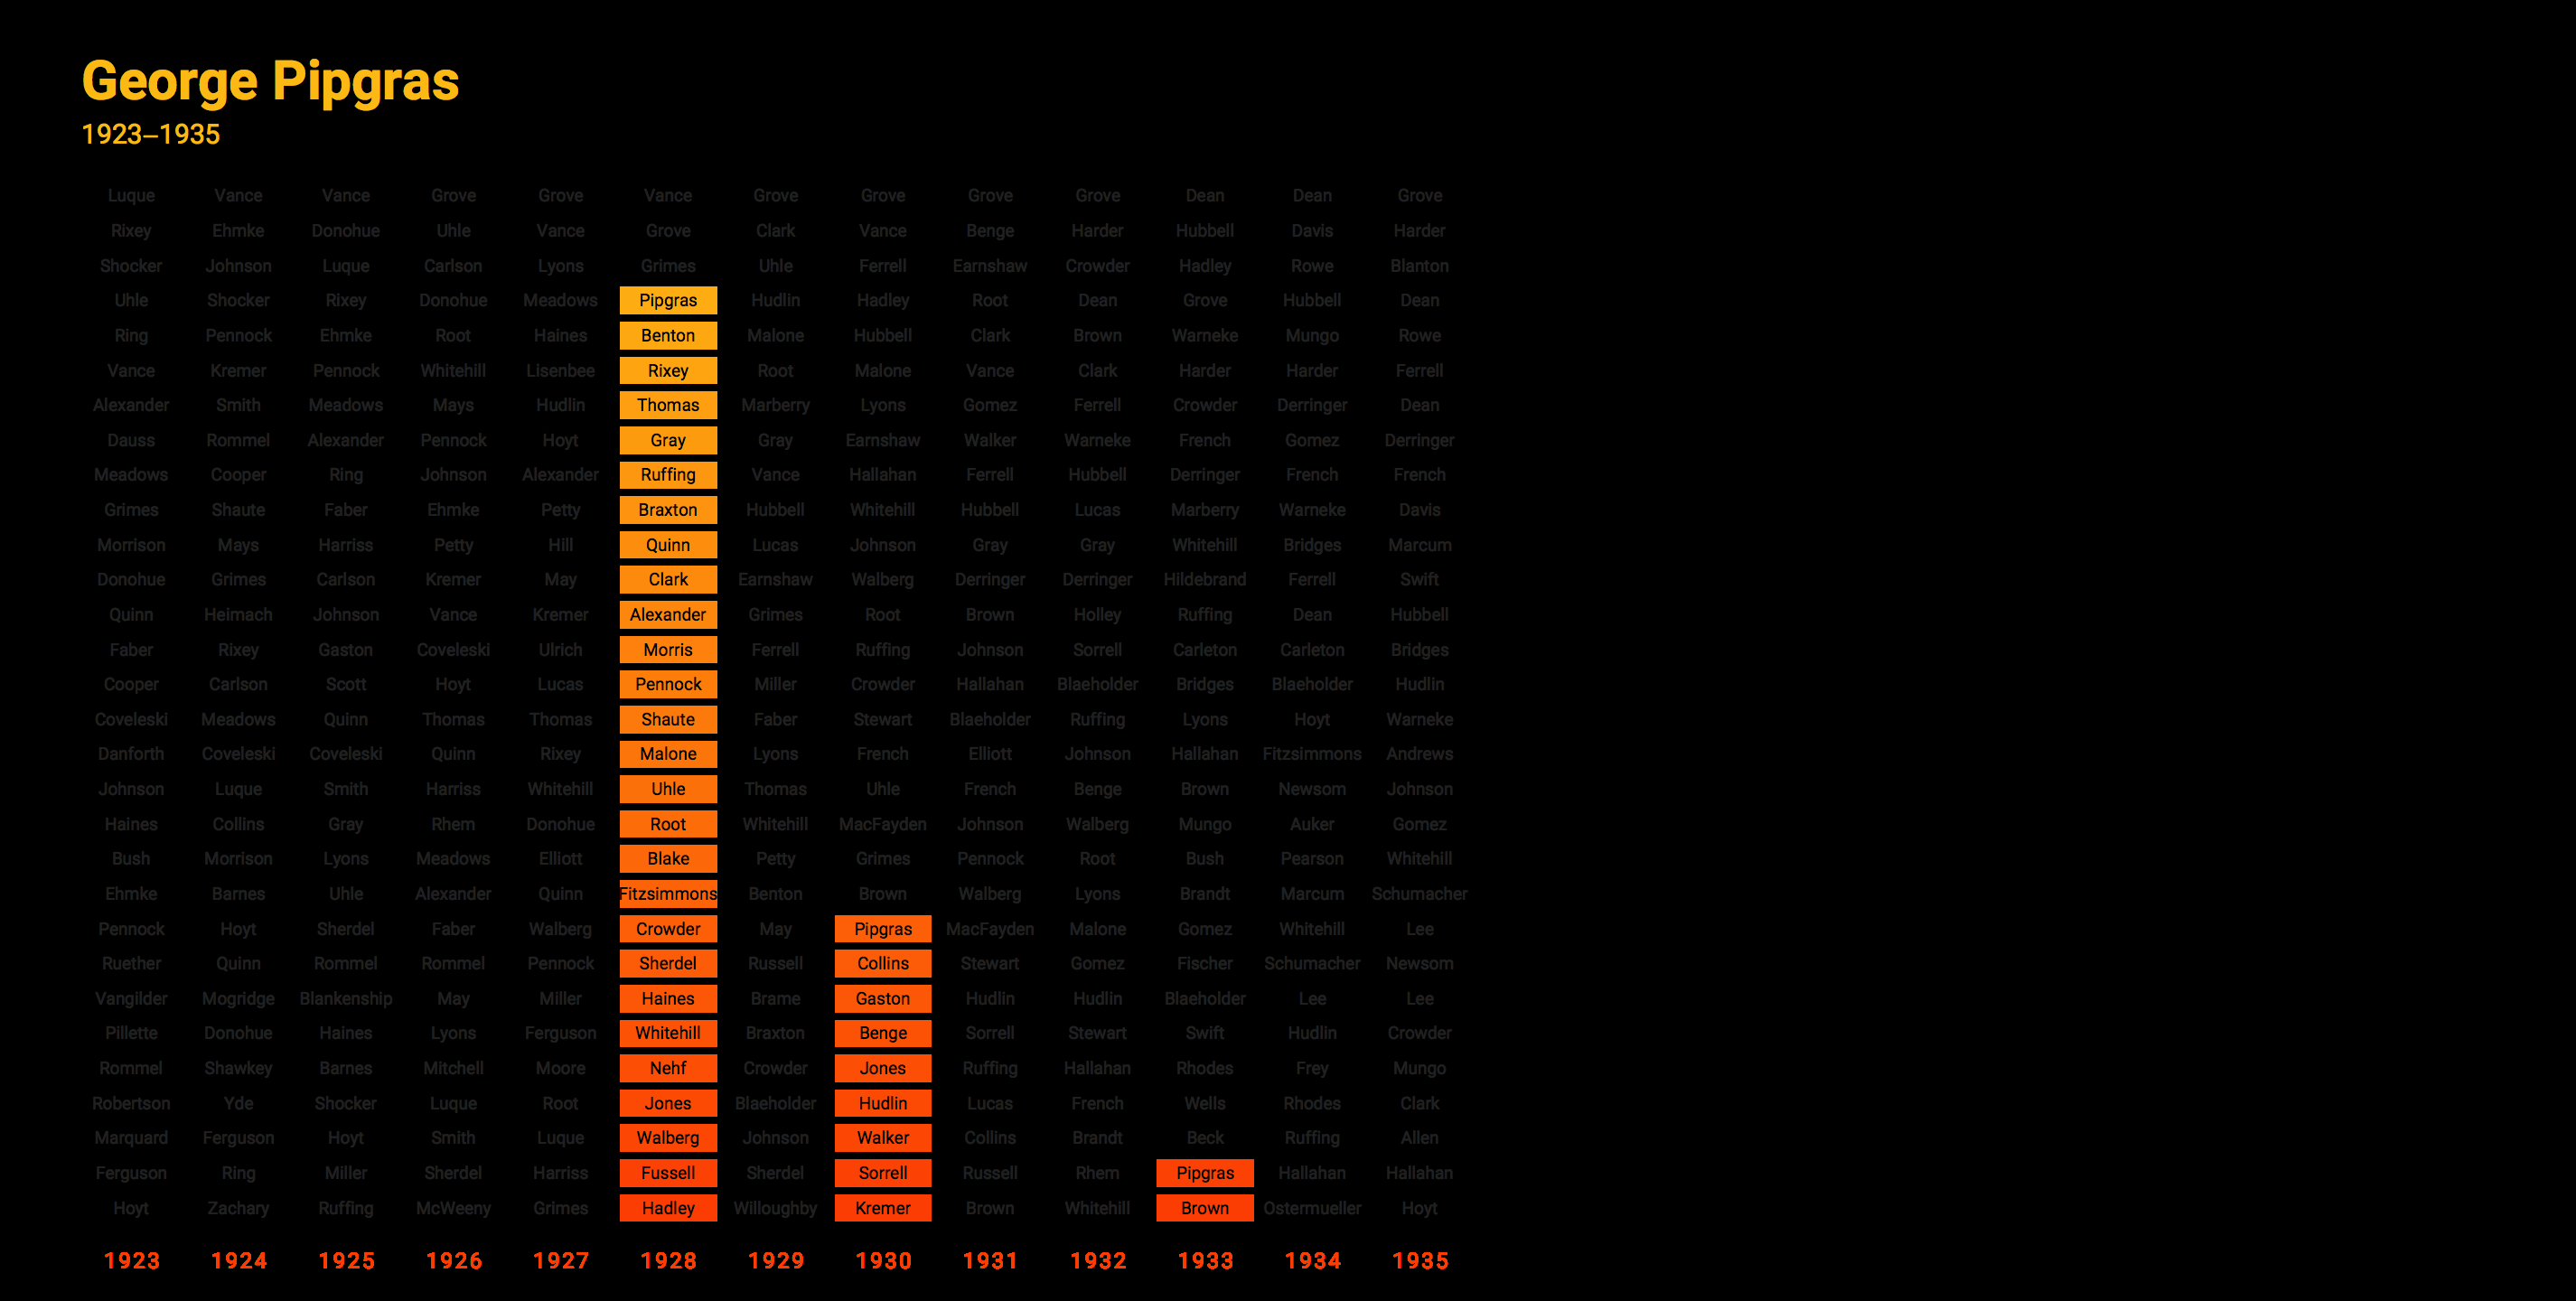 George Pipgras
1923–1935
Luque Vance Vance Grove Grove Vance Grove Grove Grove Grove Dean Dean Grove
Rixey Ehmke Donohue Uhle Vance Grove Clark Vance Benge Harder Hubbell Davis Harder
Shocker Johnson Luque Carlson Lyons Grimes Uhle Ferrell Earnshaw Crowder Hadley Rowe Blanton
Uhle Shocker Rixey Donohue Meadows Pipgras Hudlin Hadley Root Dean Grove Hubbell Dean
Ring Pennock Ehmke Root Haines Benton Malone Hubbell Clark Brown Warneke Mungo Rowe
Vance Kremer Pennock Whitehill Lisenbee Rixey Root Malone Vance Clark Harder Harder Ferrell
Alexander Smith Meadows Mays Hudlin Thomas Marberry Lyons Gomez Ferrell Crowder Derringer Dean
Dauss Rommel Alexander Pennock Hoyt Gray Gray Earnshaw Walker Warneke French Gomez Derringer
Meadows Cooper Ring Johnson Alexander Ruffing Vance Hallahan Ferrell Hubbell Derringer French French
Grimes Shaute Faber Ehmke Petty Braxton Hubbell Whitehill Hubbell Lucas Marberry Warneke Davis
Morrison Mays Harriss Petty Hill Quinn Lucas Johnson Gray Gray Whitehill Bridges Marcum
Donohue Grimes Carlson Kremer May Clark Earnshaw Walberg Derringer Derringer Hildebrand Ferrell Swift
Quinn Heimach Johnson Vance Kremer Alexander Grimes Root Brown Holley Ruffing Dean Hubbell
Faber Rixey Gaston Coveleski Ulrich Morris Ferrell Ruffing Johnson Sorrell Carleton Carleton Bridges
Cooper Carlson Scott Hoyt Lucas Pennock Miller Crowder Hallahan Blaeholder Bridges Blaeholder Hudlin
Coveleski Meadows Quinn Thomas Thomas Shaute Faber Stewart Blaeholder Ruffing Lyons Hoyt Warneke
Danforth Coveleski Coveleski Quinn Rixey Malone Lyons French Elliott Johnson Hallahan Fitzsimmons Andrews
Johnson Luque Smith Harriss Whitehill Uhle Thomas Uhle French Benge Brown Newsom Johnson
Haines Collins Gray Rhem Donohue Root Whitehill MacFayden Johnson Walberg Mungo Auker Gomez
Bush Morrison Lyons Meadows Elliott Blake Petty Grimes Pennock Root Bush Pearson Whitehill
Ehmke Barnes Uhle Alexander Quinn Fitzsimmons Benton Brown Walberg Lyons Brandt Marcum Schumacher
Pennock Hoyt Sherdel Faber Walberg Crowder May Pipgras MacFayden Malone Gomez Whitehill Lee
Ruether Quinn Rommel Rommel Pennock Sherdel Russell Collins Stewart Gomez Fischer Schumacher Newsom
Vangilder Mogridge Blankenship May Miller Haines Brame Gaston Hudlin Hudlin Blaeholder Lee Lee
Pillette Donohue Haines Lyons Ferguson Whitehill Braxton Benge Sorrell Stewart Swift Hudlin Crowder
Rommel Shawkey Barnes Mitchell Moore Nehf Crowder Jones Ruffing Hallahan Rhodes Frey Mungo
Robertson Yde Shocker Luque Root Jones Blaeholder Hudlin Lucas French Wells Rhodes Clark
Marquard Ferguson Hoyt Smith Luque Walberg Johnson Walker Collins Brandt Beck Ruffing Allen
Ferguson Ring Miller Sherdel Harriss Fussell Sherdel Sorrell Russell Rhem Pipgras Hallahan Hallahan
Hoyt Zachary Ruffing McWeeny Grimes Hadley Willoughby Kremer Brown Whitehill Brown Ostermueller Hoyt
1923 1924 1925 1926 1927 1928 1929 1930 1931 1932 1933 1934 1935